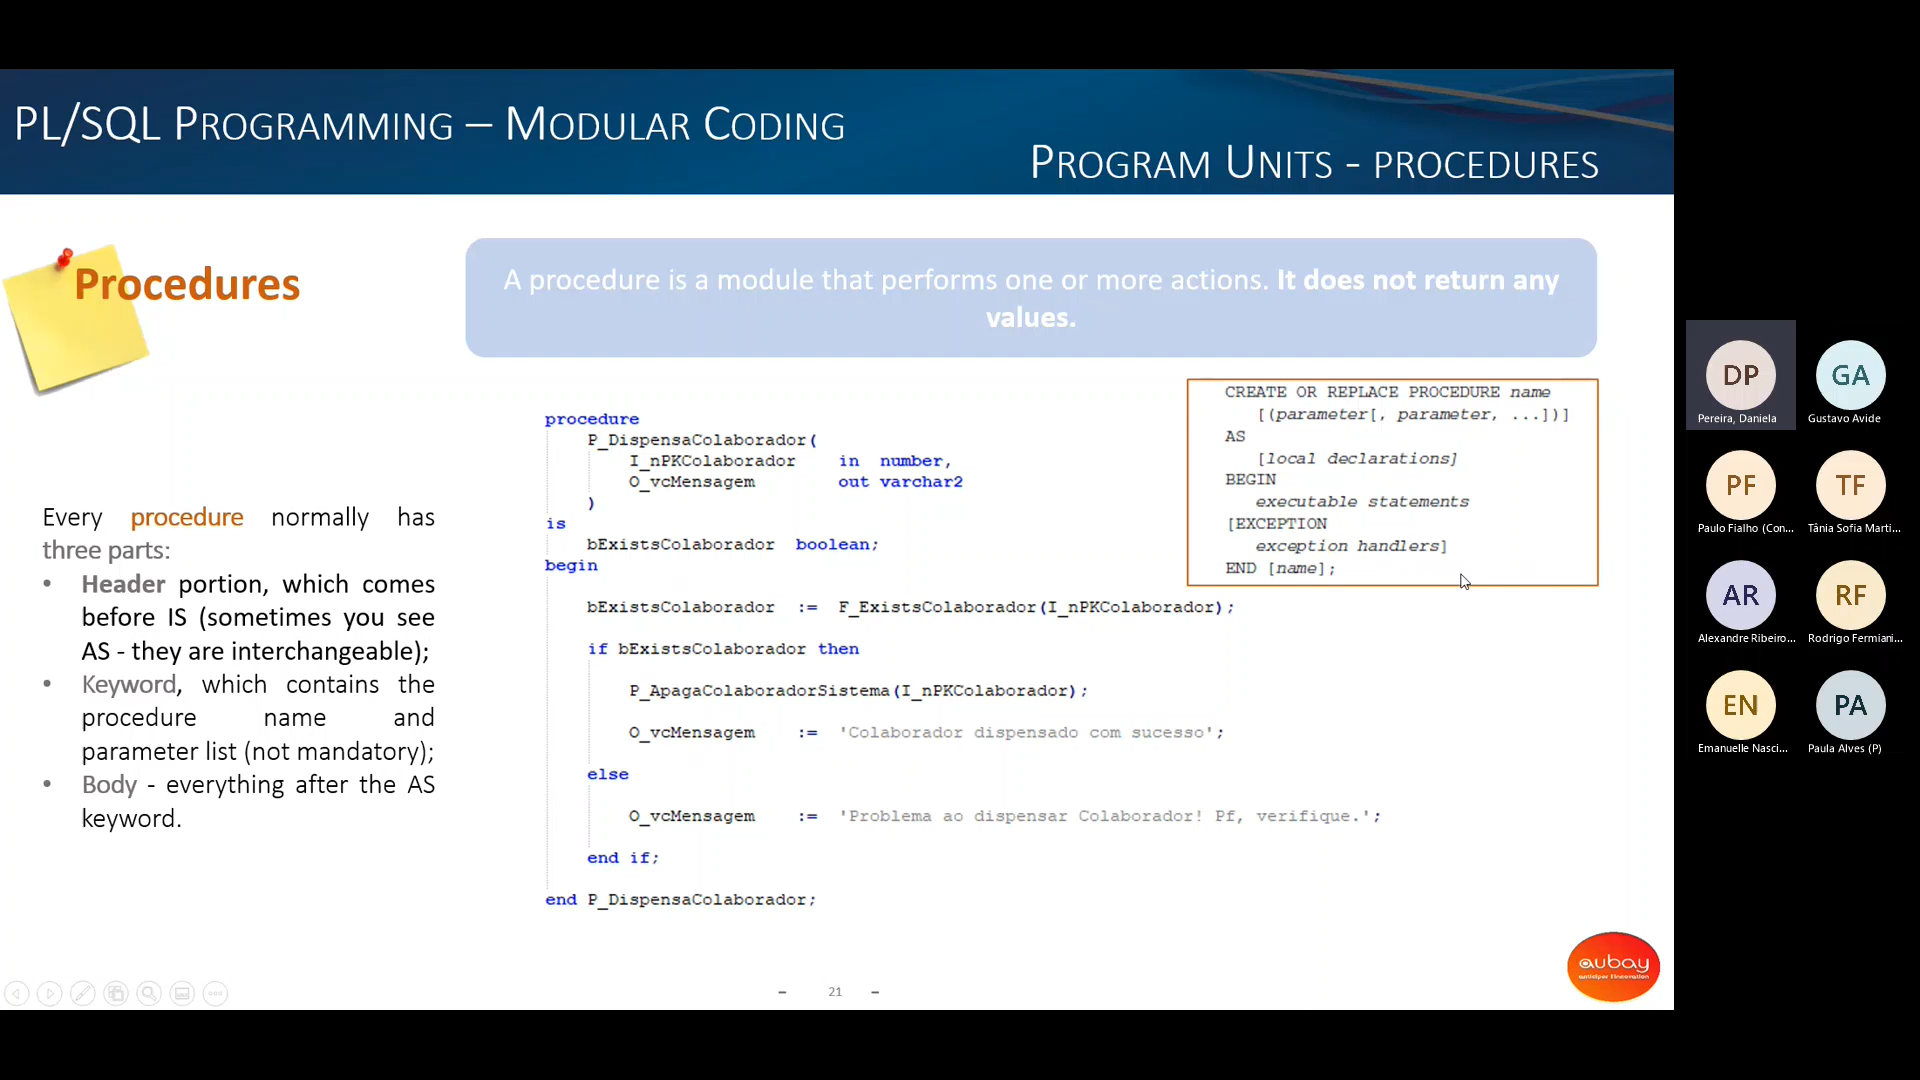 PL/SQL PROGRAMMING – MODULAR CODING
PROGRAM UNITS - PROCEDURES
Procedures
A procedure is a module that performs one or more actions. It does not return any
values.
Every procedure normally has
three parts:
• Header portion, which comes
before IS (sometimes you see
AS - they are interchangeable);
• Keyword, which contains the
procedure name and
parameter list (not mandatory);
• Body - everything after the AS
keyword.
procedure
P_DispensaColaborador(
I_nPKColaborador in number,
O_vcMensagem out varchar2
)
is
bExistsColaborador boolean;
begin
bExistsColaborador := F_ExistsColaborador(I_nPKColaborador);
if bExistsColaborador then
P_ApagaColaboradorSistema(I_nPKColaborador);
O_vcMensagem := 'Colaborador dispensado com sucesso';
else
O_vcMensagem := 'Problema ao dispensar Colaborador! Pf, verifique.';
end if;
end P_DispensaColaborador;
CREATE OR REPLACE PROCEDURE name
[(parameter[, parameter, ...])]
AS
[local declarations]
BEGIN
executable statements
[EXCEPTION
exception handlers]
END [name];
aubay
anticiper l'innovation
– 21 –
DP
Pereira, Daniela
GA
Gustavo Avide
PF
Paulo Fialho (Con...
TF
Tânia Sofia Marti...
AR
Alexandre Ribeiro...
RF
Rodrigo Fermiani...
EN
Emanuelle Nasci...
PA
Paula Alves (P)